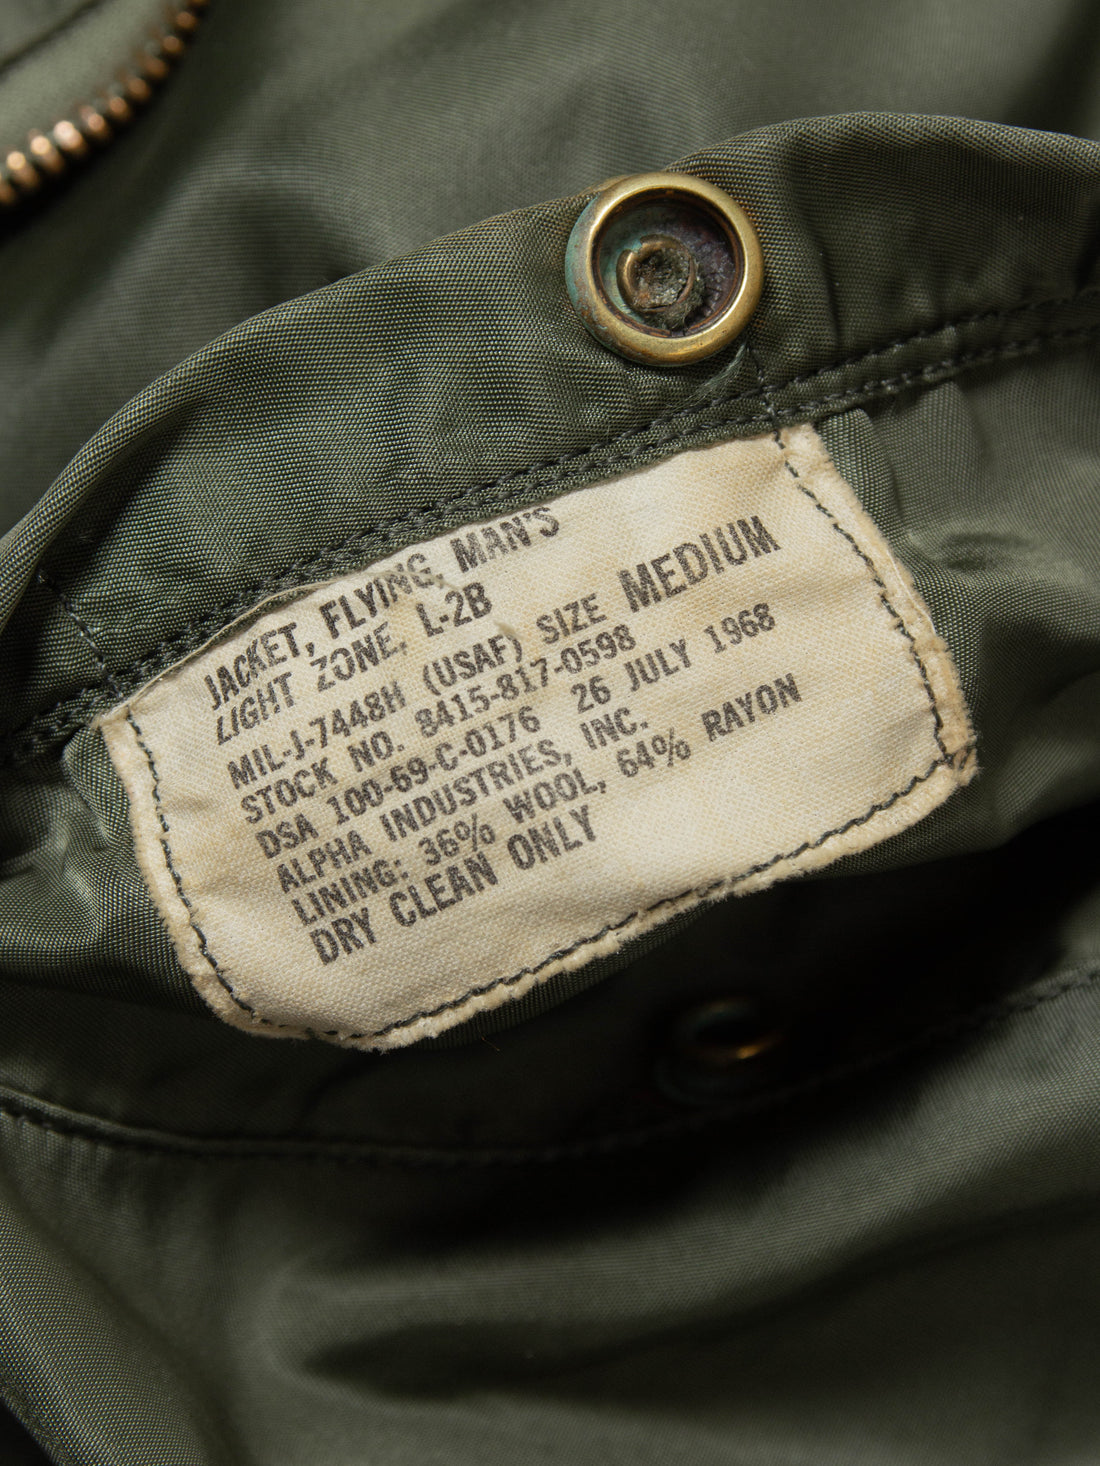 JACKET, FLYING, MAN'S
LIGHT ZONE, L-2B
MIL-J-7448H (USAF) SIZE MEDIUM
STOCK NO. 8415-817-0598
DSA 100-69-C-0176 26 JULY 1968
ALPHA INDUSTRIES, INC.
LINING: 36% WOOL, 64% RAYON
DRY CLEAN ONLY